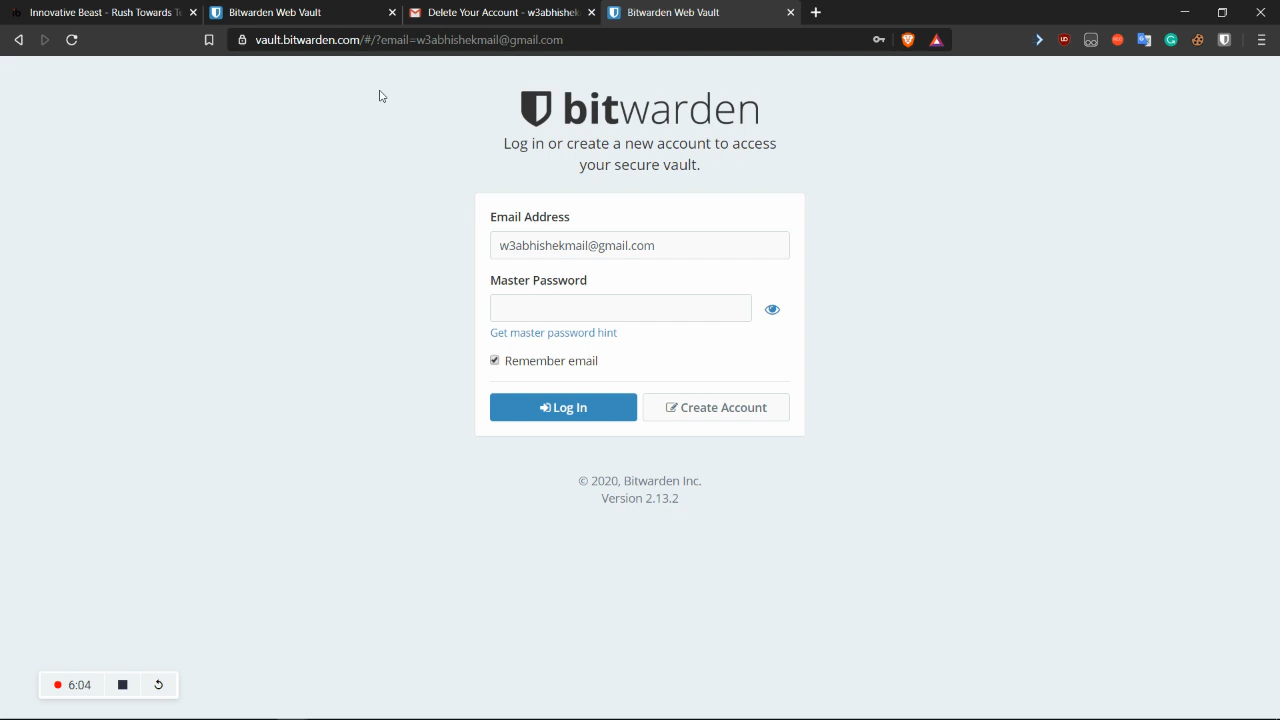 Innovative Beast - Rush Towards T
Bitwarden Web Vault
Delete Your Account - w3abhishek
Bitwarden Web Vault
vault.bitwarden.com/#/?email=w3abhishekmail@gmail.com
bitwarden
Log in or create a new account to access
your secure vault.
Email Address
w3abhishekmail@gmail.com
Master Password
Get master password hint
Remember email
Log In
Create Account
© 2020, Bitwarden Inc.
Version 2.13.2
6:04